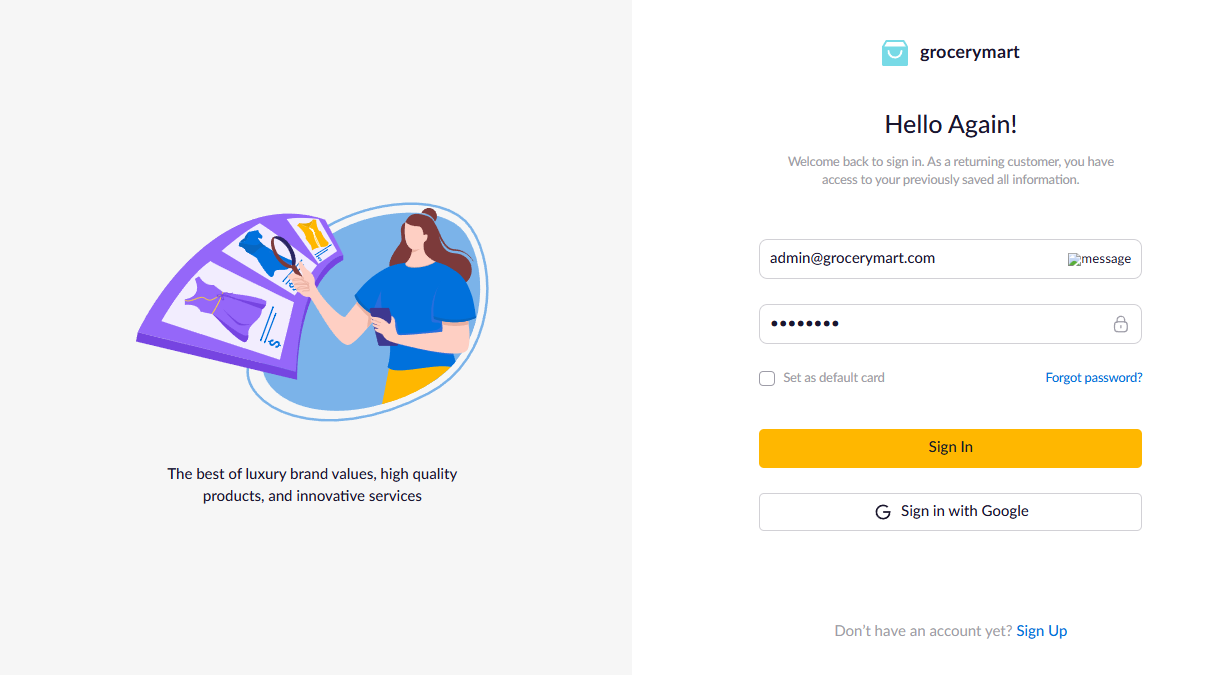 grocerymart
Hello Again!
Welcome back to sign in. As a returning customer, you have
access to your previously saved all information.
admin@grocerymart.com
message
••••••••
Set as default card
Forgot password?
Sign In
Sign in with Google
Don't have an account yet? Sign Up
The best of luxury brand values, high quality
products, and innovative services
$